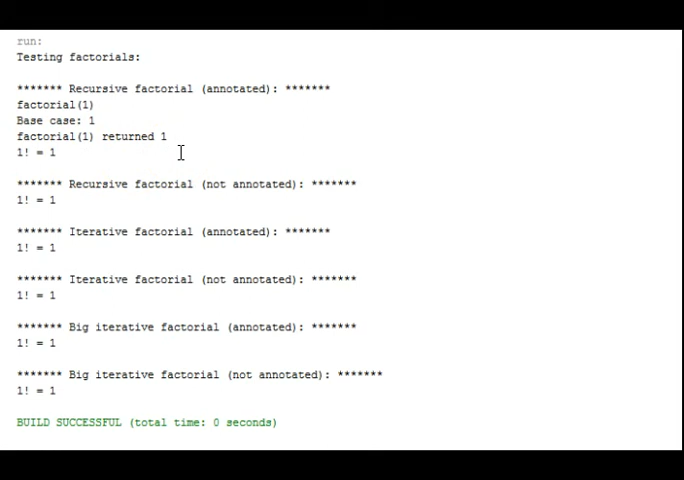 run:
Testing factorials:
******* Recursive factorial (annotated): *******
factorial(1)
Base case: 1
factorial(1) returned 1
1! = 1
******* Recursive factorial (not annotated): *******
1! = 1
******* Iterative factorial (annotated): *******
1! = 1
******* Iterative factorial (not annotated): *******
1! = 1
******* Big iterative factorial (annotated): *******
1! = 1
******* Big iterative factorial (not annotated): *******
1! = 1
BUILD SUCCESSFUL (total time: 0 seconds)